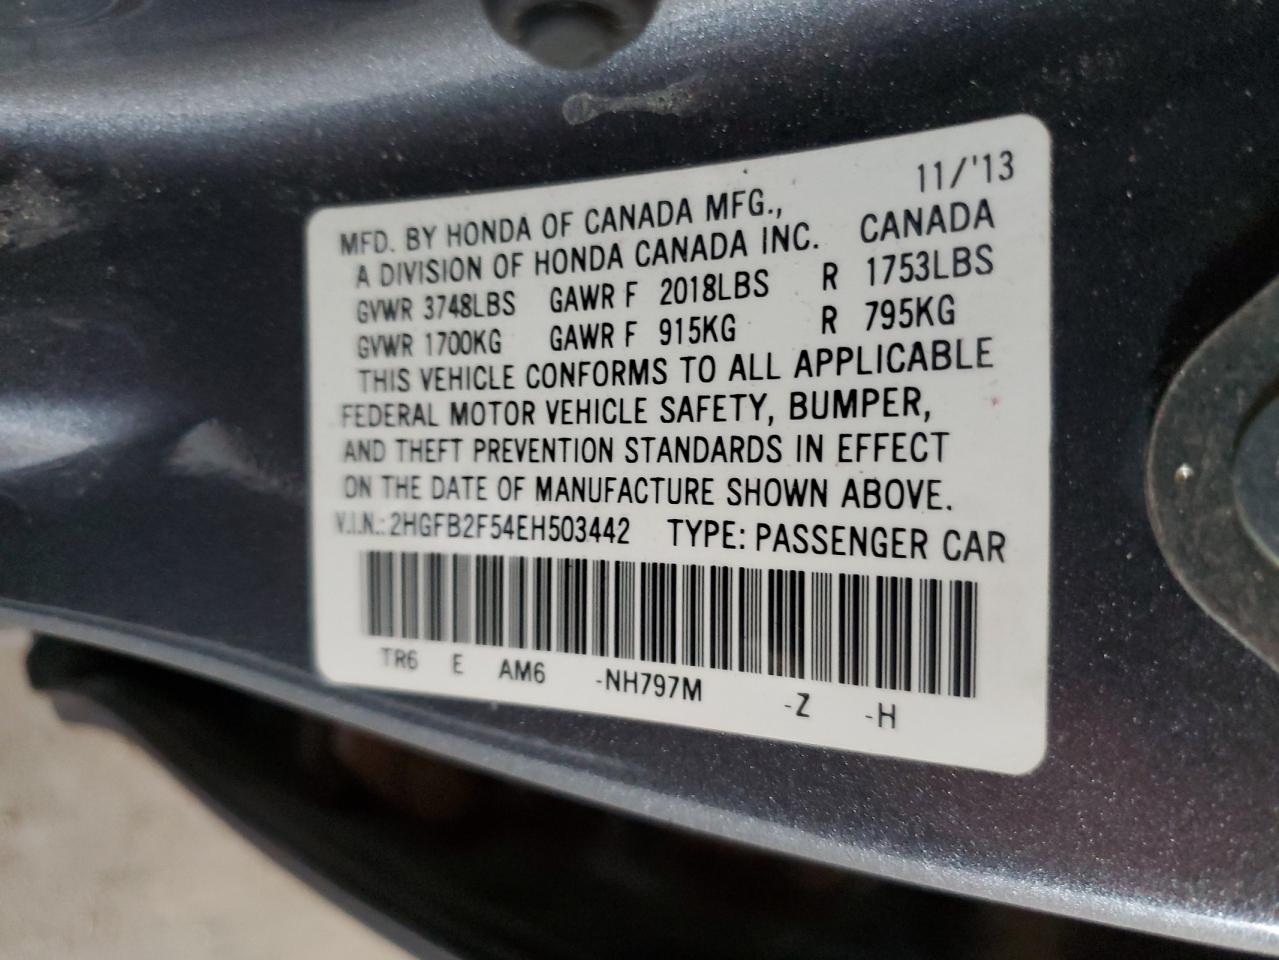 11/'13
MFD. BY HONDA OF CANADA MFG.,
A DIVISION OF HONDA CANADA INC. CANADA
GVWR 3748LBS GAWR F 2018LBS R 1753LBS
GVWR 1700KG GAWR F 915KG R 795KG
THIS VEHICLE CONFORMS TO ALL APPLICABLE
FEDERAL MOTOR VEHICLE SAFETY, BUMPER,
AND THEFT PREVENTION STANDARDS IN EFFECT
ON THE DATE OF MANUFACTURE SHOWN ABOVE.
V.I.N.: 2HGFB2F54EH503442 TYPE: PASSENGER CAR
TR6 E AM6 -NH797M -Z -H